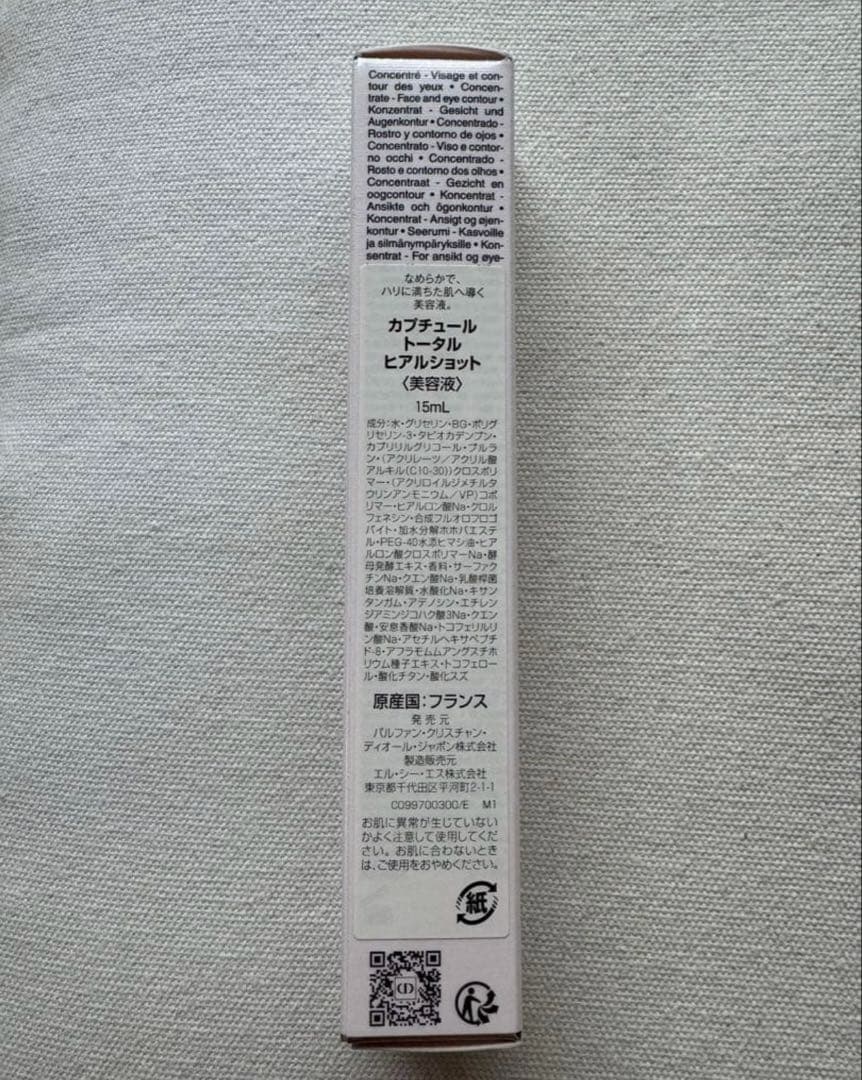 Concentré - Visage et con-
tour des yeux • Concen-
trate - Face and eye contour •
Konzentrat - Gesicht und
Augenkontur • Concentrado -
Rostro y contorno de ojos •
Concentrato - Viso e contor-
no occhi • Concentrado -
Rosto e contorno dos olhos •
Concentraat - Gezicht en
oogcontour • Koncentrat -
Ansikte och ögonkontur •
Koncentrat - Ansigt og øjen-
kontur • Seerumi - Kasvoille
ja silmänympäryksille • Kon-
sentrat - For ansikt og øye-
なめらかで、
ハリに満ちた肌へ導く
美容液。
カプチュール
トータル
ヒアルショット
〈美容液〉
15mL
成分:水・グリセリン・BG・ポリグ
リセリン-3・タピオカデンプン・
カプリリルグリコール・プルラ
ン・(アクリレーツ/アクリル酸
アルキル(C10-30))クロスポリ
マー・(アクリロイルジメチルタ
ウリンアンモニウム/VP)コポ
リマー・ヒアルロン酸Na・クロル
フェネシン・合成フルオロフロゴ
パイト・加水分解ホホバエステ
ル・PEG-40水添ヒマシ油・ヒア
ルロン酸クロスポリマーNa・酵
母発酵エキス・香料・サーファク
チンNa・クエン酸Na・乳酸桿菌
培養溶解質・水酸化Na・キサン
タンガム・アデノシン・エチレン
ジアミンジコハク酸3Na・クエン
酸・安息香酸Na・トコフェリルリ
ン酸Na・アセチルヘキサペプチ
ド-8・アフラモムムアングスチホ
リウム種子エキス・トコフェロー
ル・酸化チタン・酸化スズ
原産国:フランス
発売元
パルファン・クリスチャン・
ディオール・ジャポン株式会社
製造販売元
エル・シー・エス株式会社
東京都千代田区平河町2-1-1
C099700300/E M1
お肌に異常が生じていない
かよく注意して使用してくだ
さい。お肌に合わないとき
は、ご使用をおやめください。
紙
CD